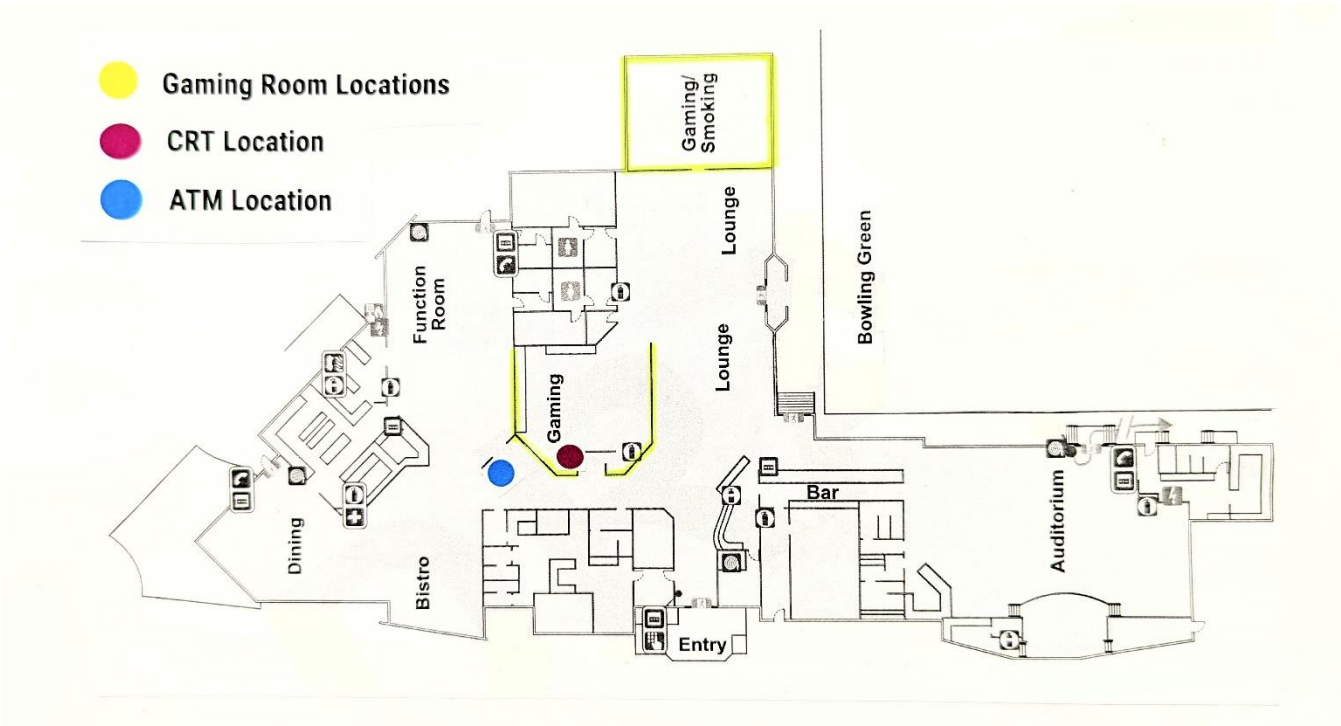 Gaming Room Locations
CRT Location
ATM Location
Gaming/
Smoking
Lounge
Lounge
Bowling Green
Function
Room
Gaming
Bar
Auditorium
Dining
Bistro
Entry